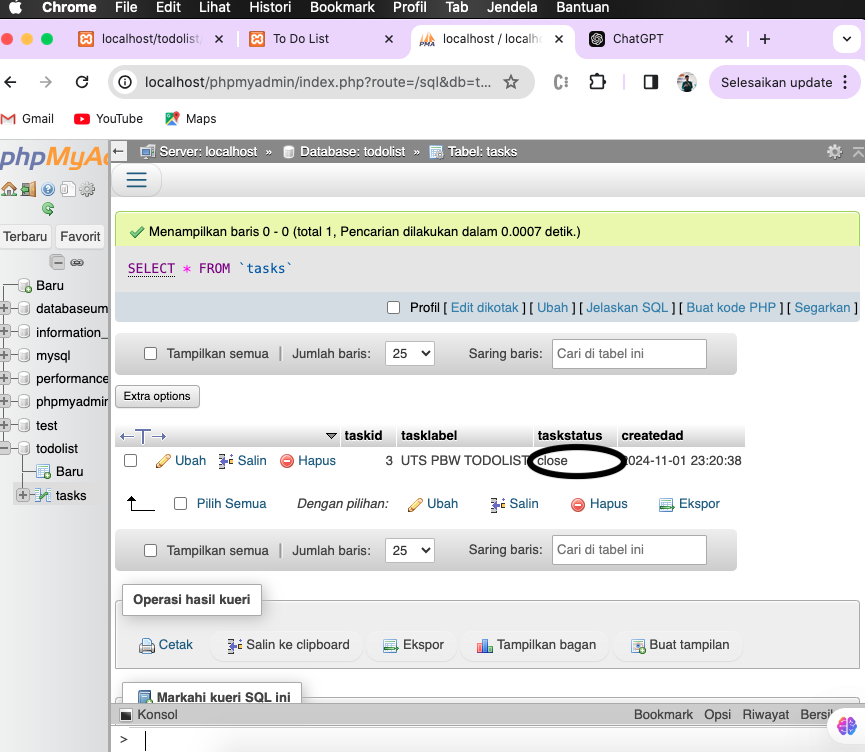 Chrome File Edit Lihat Histori Bookmark Profil Tab Jendela Bantuan
localhost/todolist To Do List localhost / localh ChatGPT
localhost/phpmyadmin/index.php?route=/sql&db=t... Selesaikan update
Gmail YouTube Maps
phpMyAd
Server: localhost » Database: todolist » Tabel: tasks
Terbaru Favorit
Baru
databaseum
information_
mysql
performance
phpmyadmin
test
todolist
Baru
tasks
Menampilkan baris 0 - 0 (total 1, Pencarian dilakukan dalam 0.0007 detik.)
SELECT * FROM `tasks`
Profil [ Edit dikotak ] [ Ubah ] [ Jelaskan SQL ] [ Buat kode PHP ] [ Segarkan ]
Tampilkan semua | Jumlah baris: 25 Saring baris: Cari di tabel ini
Extra options
←T→ taskid tasklabel taskstatus createdad
Ubah Salin Hapus 3 UTS PBW TODOLIST close 2024-11-01 23:20:38
Pilih Semua Dengan pilihan: Ubah Salin Hapus Ekspor
Tampilkan semua | Jumlah baris: 25 Saring baris: Cari di tabel ini
Operasi hasil kueri
Cetak Salin ke clipboard Ekspor Tampilkan bagan Buat tampilan
Markahi kueri SQL ini
Konsol Bookmark Opsi Riwayat Bersih
>